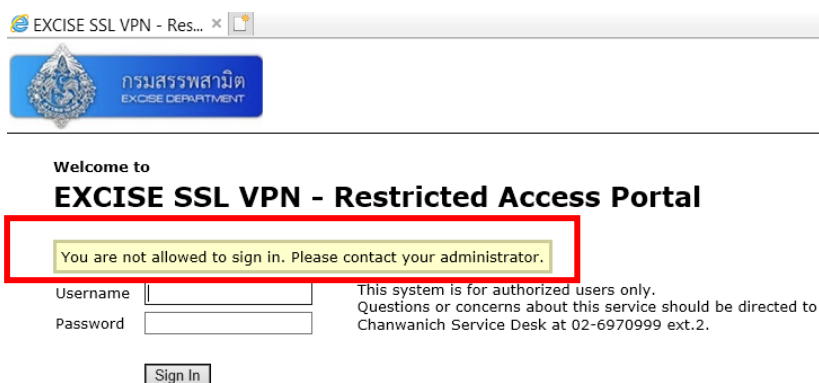 EXCISE SSL VPN - Res...
กรมสรรพสามิต
EXCISE DEPARTMENT
Welcome to
EXCISE SSL VPN - Restricted Access Portal
You are not allowed to sign in. Please contact your administrator.
Username
Password
This system is for authorized users only.
Questions or concerns about this service should be directed to
Chanwanich Service Desk at 02-6970999 ext.2.
Sign In